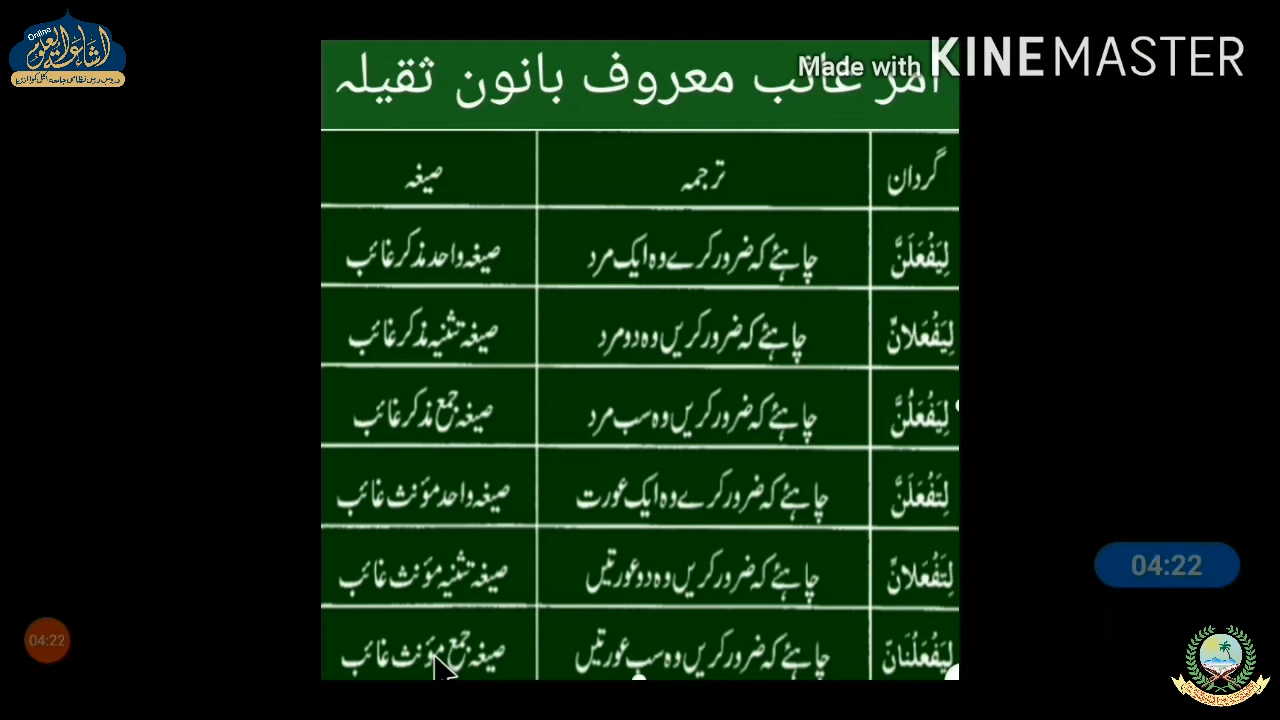 Online
Made with KINEMASTER
امر غائب معروف بانون ثقیلہ
گردان ترجمہ صیغہ
لِيَفْعَلَنَّ چاہئے کہ ضرور کرے وہ ایک مرد صیغہ واحد مذکر غائب
لِيَفْعَلَانِّ چاہئے کہ ضرور کریں وہ دو مرد صیغہ تثنیہ مذکر غائب
لِيَفْعَلُنَّ چاہئے کہ ضرور کریں وہ سب مرد صیغہ جمع مذکر غائب
لِتَفْعَلَنَّ چاہئے کہ ضرور کرے وہ ایک عورت صیغہ واحد مؤنث غائب
لِتَفْعَلَانِّ چاہئے کہ ضرور کریں وہ دو عورتیں صیغہ تثنیہ مؤنث غائب
لِيَفْعَلْنَانِّ چاہئے کہ ضرور کریں وہ سب عورتیں صیغہ جمع مؤنث غائب
04:22
04:22